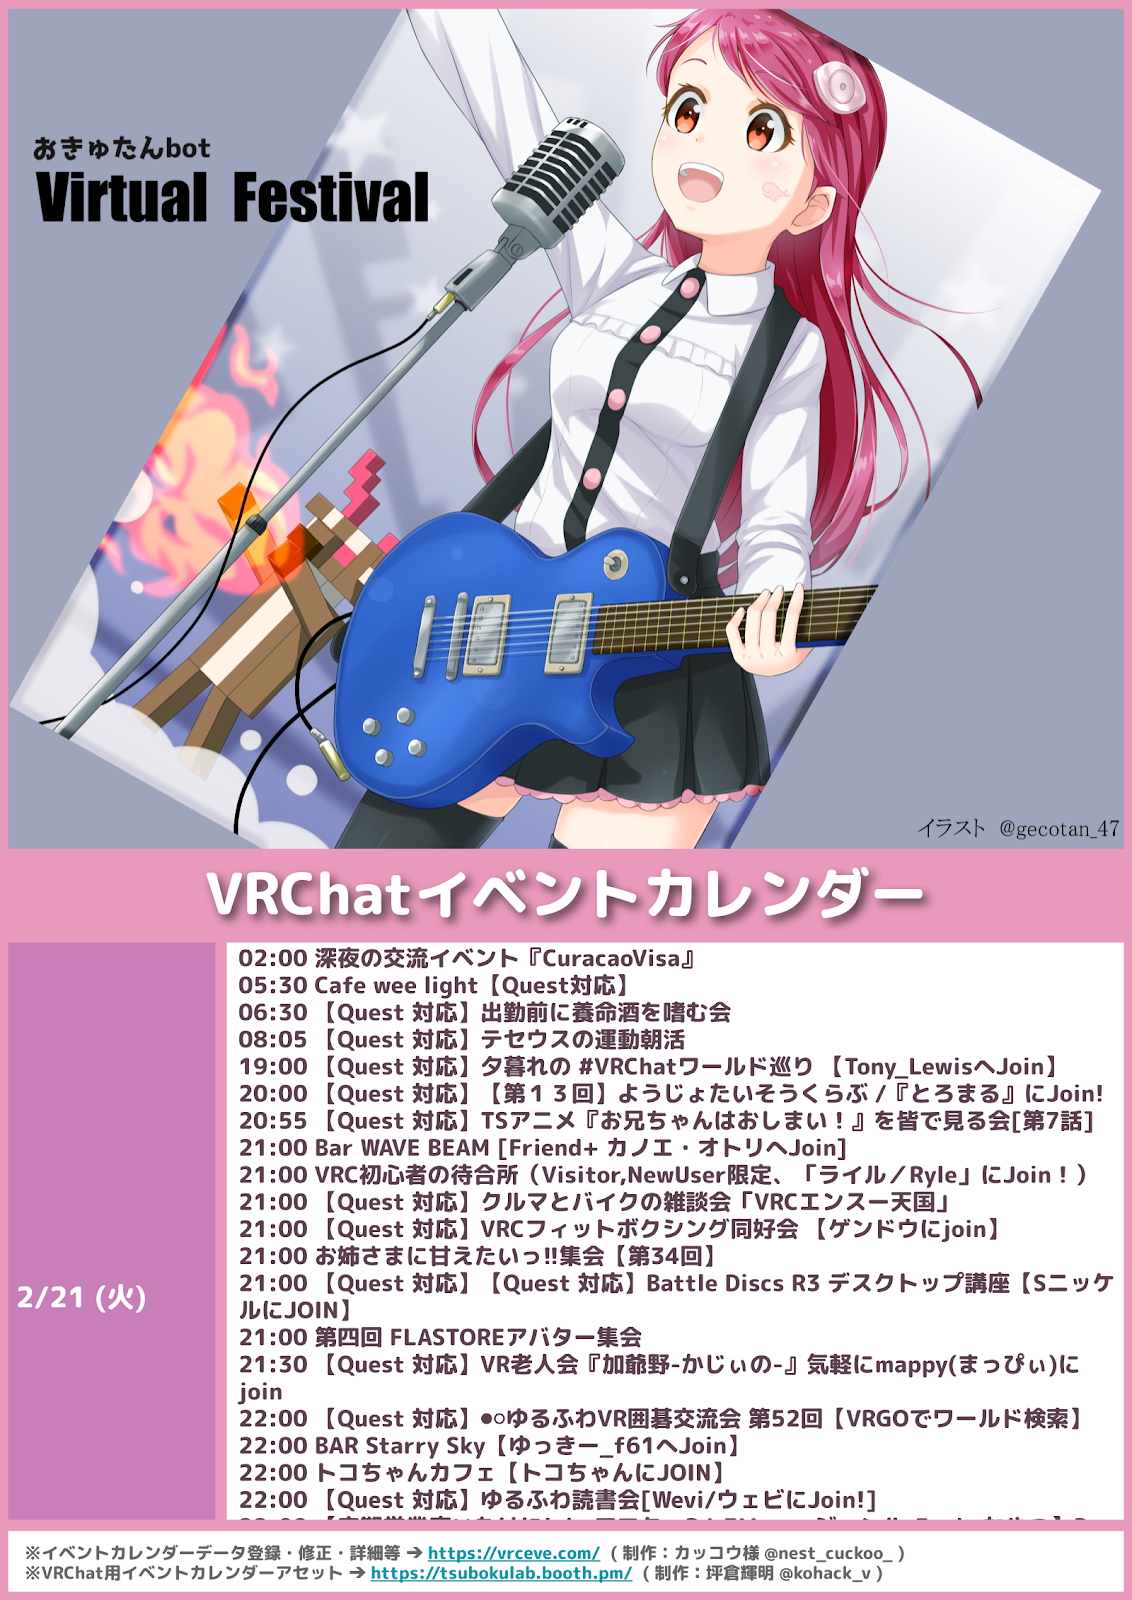 おきゅたんbot
Virtual Festival
イラスト @gecotan_47
VRChatイベントカレンダー
2/21 (火)
02:00 深夜の交流イベント『CuracaoVisa』
05:30 Cafe wee light【Quest対応】
06:30 【Quest 対応】出勤前に養命酒を嗜む会
08:05 【Quest 対応】テセウスの運動朝活
19:00 【Quest 対応】夕暮れの #VRChatワールド巡り 【Tony_LewisへJoin】
20:00 【Quest 対応】【第１３回】ようじょたいそうくらぶ /『とろまる』にJoin!
20:55 【Quest 対応】TSアニメ『お兄ちゃんはおしまい！』を皆で見る会[第7話]
21:00 Bar WAVE BEAM [Friend+ カノエ・オトリへJoin]
21:00 VRC初心者の待合所（Visitor,NewUser限定、「ライル／Ryle」にJoin！）
21:00 【Quest 対応】クルマとバイクの雑談会「VRCエンスー天国」
21:00 【Quest 対応】VRCフィットボクシング同好会 【ゲンドウにjoin】
21:00 お姉さまに甘えたいっ!!集会【第34回】
21:00 【Quest 対応】【Quest 対応】Battle Discs R3 デスクトップ講座【Sニッケ
ルにJOIN】
21:00 第四回 FLASTOREアバター集会
21:30 【Quest 対応】VR老人会『加爺野-かじぃの-』気軽にmappy(まっぴぃ)に
join
22:00 【Quest 対応】●○ゆるふわVR囲碁交流会 第52回【VRGOでワールド検索】
22:00 BAR Starry Sky【ゆっきー_f61へJoin】
22:00 トコちゃんカフェ【トコちゃんにJOIN】
22:00 【Quest 対応】ゆるふわ読書会[Wevi/ウェビにJoin!]
※イベントカレンダーデータ登録・修正・詳細等 ➔ https://vrceve.com/ ( 制作：カッコウ様 @nest_cuckoo_ )
※VRChat用イベントカレンダーアセット ➔ https://tsubokulab.booth.pm/ ( 制作：坪倉輝明 @kohack_v )